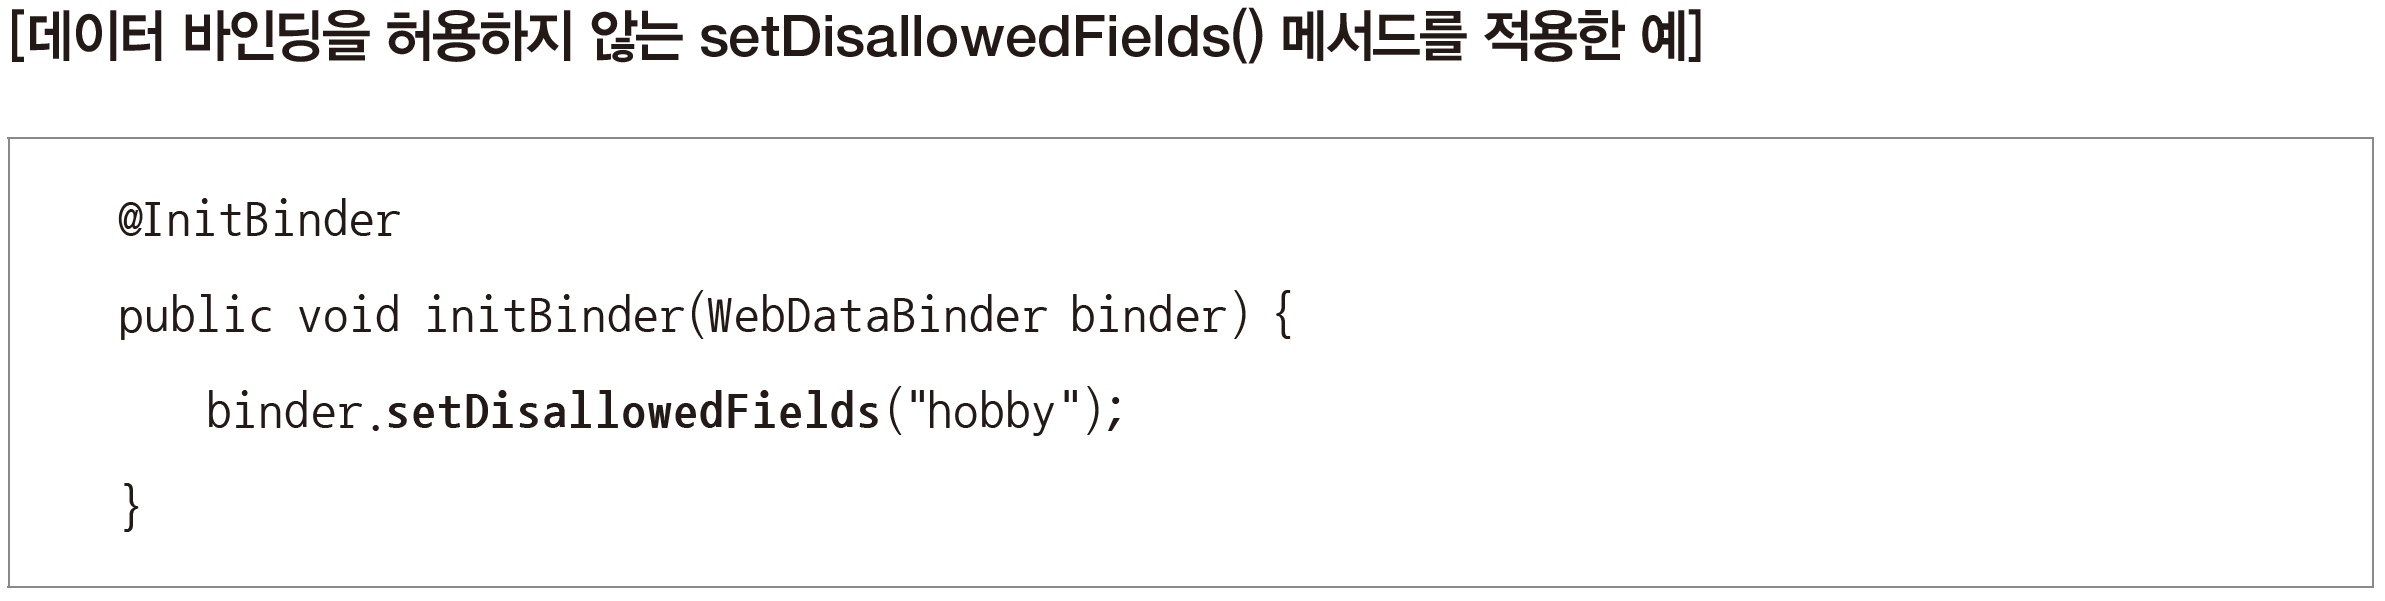 [데이터 바인딩을 허용하지 않는 setDisallowedFields() 메서드를 적용한 예]
@InitBinder
public void initBinder(WebDataBinder binder) {
binder.setDisallowedFields("hobby");
}